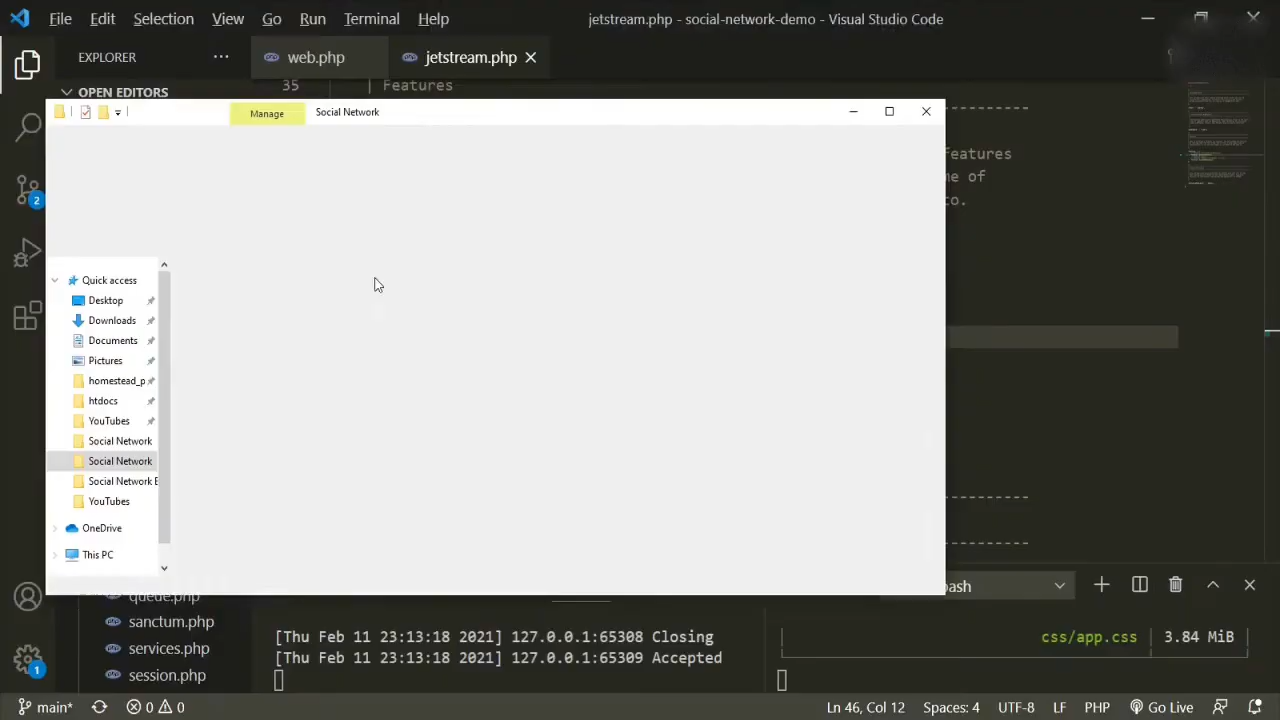 File Edit Selection View Go Run Terminal Help jetstream.php - social-network-demo - Visual Studio Code
EXPLORER ··· web.php jetstream.php
OPEN EDITORS
35 | Features
Manage Social Network
features
me of
to.
Quick access
Desktop
Downloads
Documents
Pictures
homestead_p
htdocs
YouTubes
Social Network
Social Network
Social Network E
YouTubes
OneDrive
This PC
2
bash
queue.php
sanctum.php
services.php
session.php
[Thu Feb 11 23:13:18 2021] 127.0.0.1:65308 Closing
[Thu Feb 11 23:13:18 2021] 127.0.0.1:65309 Accepted
css/app.css | 3.84 MiB
1
main* 0 0 Ln 46, Col 12 Spaces: 4 UTF-8 LF PHP Go Live